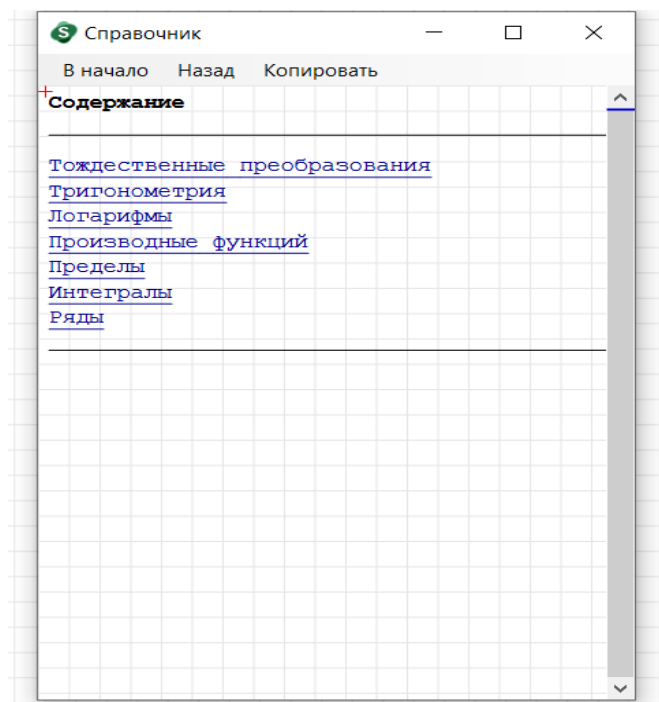 Справочник
В начало Назад Копировать
Содержание
Тождественные преобразования
Тригонометрия
Логарифмы
Производные функций
Пределы
Интегралы
Ряды